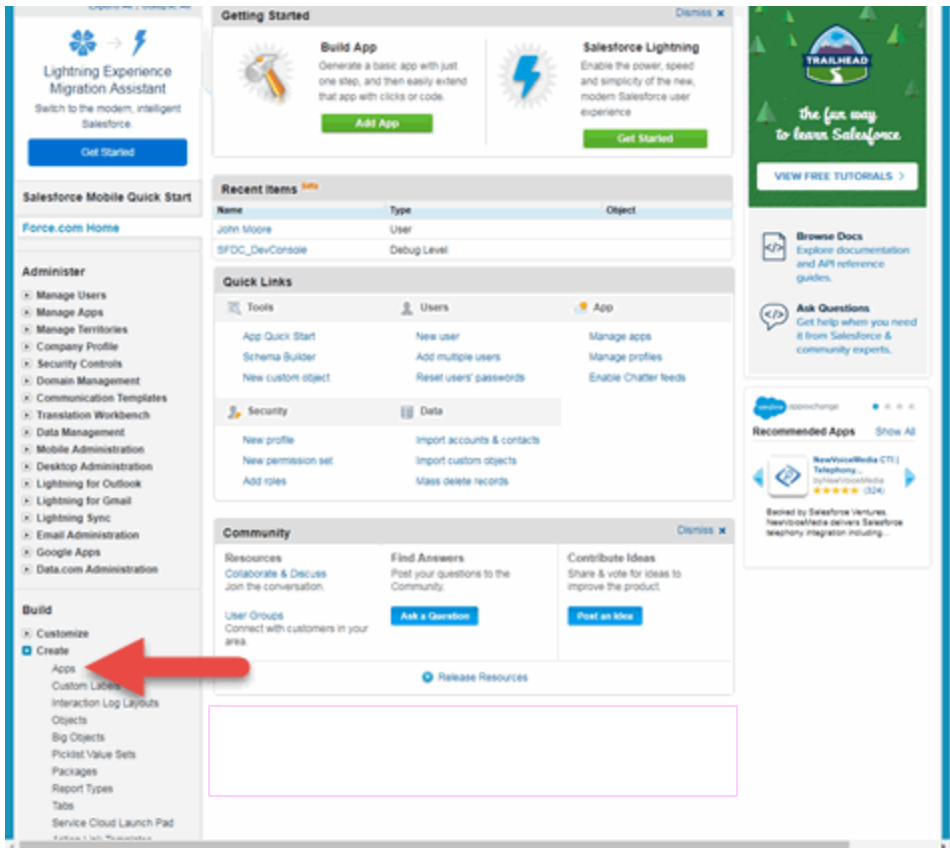 Lightning Experience
Migration Assistant
Switch to the modern, intelligent
Salesforce.
Get Started
Salesforce Mobile Quick Start
Force.com Home
Administer
Manage Users
Manage Apps
Manage Territories
Company Profile
Security Controls
Domain Management
Communication Templates
Translation Workbench
Data Management
Mobile Administration
Desktop Administration
Lightning for Outlook
Lightning for Gmail
Lightning Sync
Email Administration
Google Apps
Data.com Administration
Build
Customize
Create
Apps
Custom Labels
Interaction Log Layouts
Objects
Big Objects
Picklist Value Sets
Packages
Report Types
Tabs
Service Cloud Launch Pad
Getting Started
Dismiss x
Build App
Generate a basic app with just
one step, and then easily extend
that app with clicks or code.
Add App
Salesforce Lightning
Enable the power, speed
and simplicity of the new,
modern Salesforce user
experience
Get Started
Recent Items Beta
Name Type Object
John Moore User
SFDC_DevConsole Debug Level
Quick Links
Tools Users App
App Quick Start New user Manage apps
Schema Builder Add multiple users Manage profiles
New custom object Reset users' passwords Enable Chatter feeds
Security Data
New profile Import accounts & contacts
New permission set Import custom objects
Add roles Mass delete records
Community
Dismiss x
Resources
Collaborate & Discuss
Join the conversation.
User Groups
Connect with customers in your
area.
Find Answers
Post your questions to the
Community.
Ask a Question
Contribute Ideas
Share & vote for ideas to
improve the product.
Post an Idea
Release Resources
TRAILHEAD
the fun way
to learn Salesforce
VIEW FREE TUTORIALS >
Browse Docs
Explore documentation
and API reference
guides.
Ask Questions
Get help when you need
it from Salesforce &
community experts.
salesforce appexchange
Recommended Apps Show All
NewVoiceMedia CTI |
Telephony...
byNewVoiceMedia
(324)
Backed by Salesforce Ventures,
NewVoiceMedia delivers Salesforce
telephony integration including...